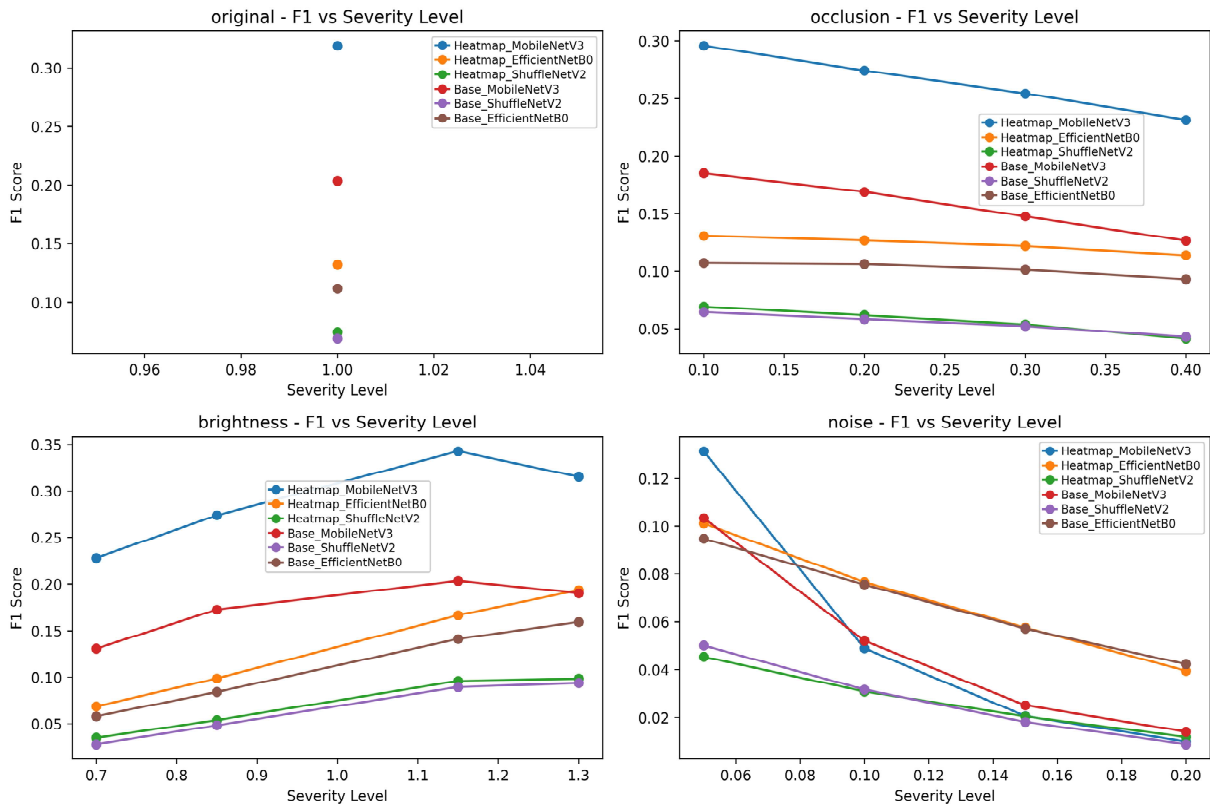 original - F1 vs Severity Level
F1 Score
0.30
0.25
0.20
0.15
0.10
Heatmap_MobileNetV3
Heatmap_EfficientNetB0
Heatmap_ShuffleNetV2
Base_MobileNetV3
Base_ShuffleNetV2
Base_EfficientNetB0
0.96 0.98 1.00 1.02 1.04
Severity Level
occlusion - F1 vs Severity Level
F1 Score
0.30
0.25
0.20
0.15
0.10
0.05
Heatmap_MobileNetV3
Heatmap_EfficientNetB0
Heatmap_ShuffleNetV2
Base_MobileNetV3
Base_ShuffleNetV2
Base_EfficientNetB0
0.10 0.15 0.20 0.25 0.30 0.35 0.40
Severity Level
brightness - F1 vs Severity Level
F1 Score
0.35
0.30
0.25
0.20
0.15
0.10
0.05
Heatmap_MobileNetV3
Heatmap_EfficientNetB0
Heatmap_ShuffleNetV2
Base_MobileNetV3
Base_ShuffleNetV2
Base_EfficientNetB0
0.7 0.8 0.9 1.0 1.1 1.2 1.3
Severity Level
noise - F1 vs Severity Level
F1 Score
0.12
0.10
0.08
0.06
0.04
0.02
Heatmap_MobileNetV3
Heatmap_EfficientNetB0
Heatmap_ShuffleNetV2
Base_MobileNetV3
Base_ShuffleNetV2
Base_EfficientNetB0
0.06 0.08 0.10 0.12 0.14 0.16 0.18 0.20
Severity Level